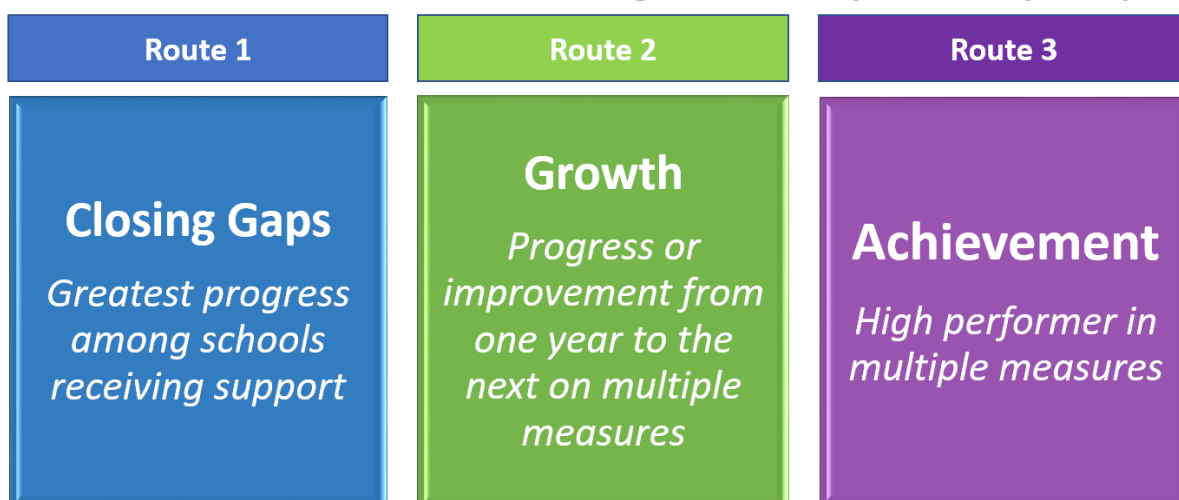 Route 1
Closing Gaps
Greatest progress
among schools
receiving support
Route 2
Growth
Progress or
improvement from
one year to the
next on multiple
measures
Route 3
Achievement
High performer in
multiple measures